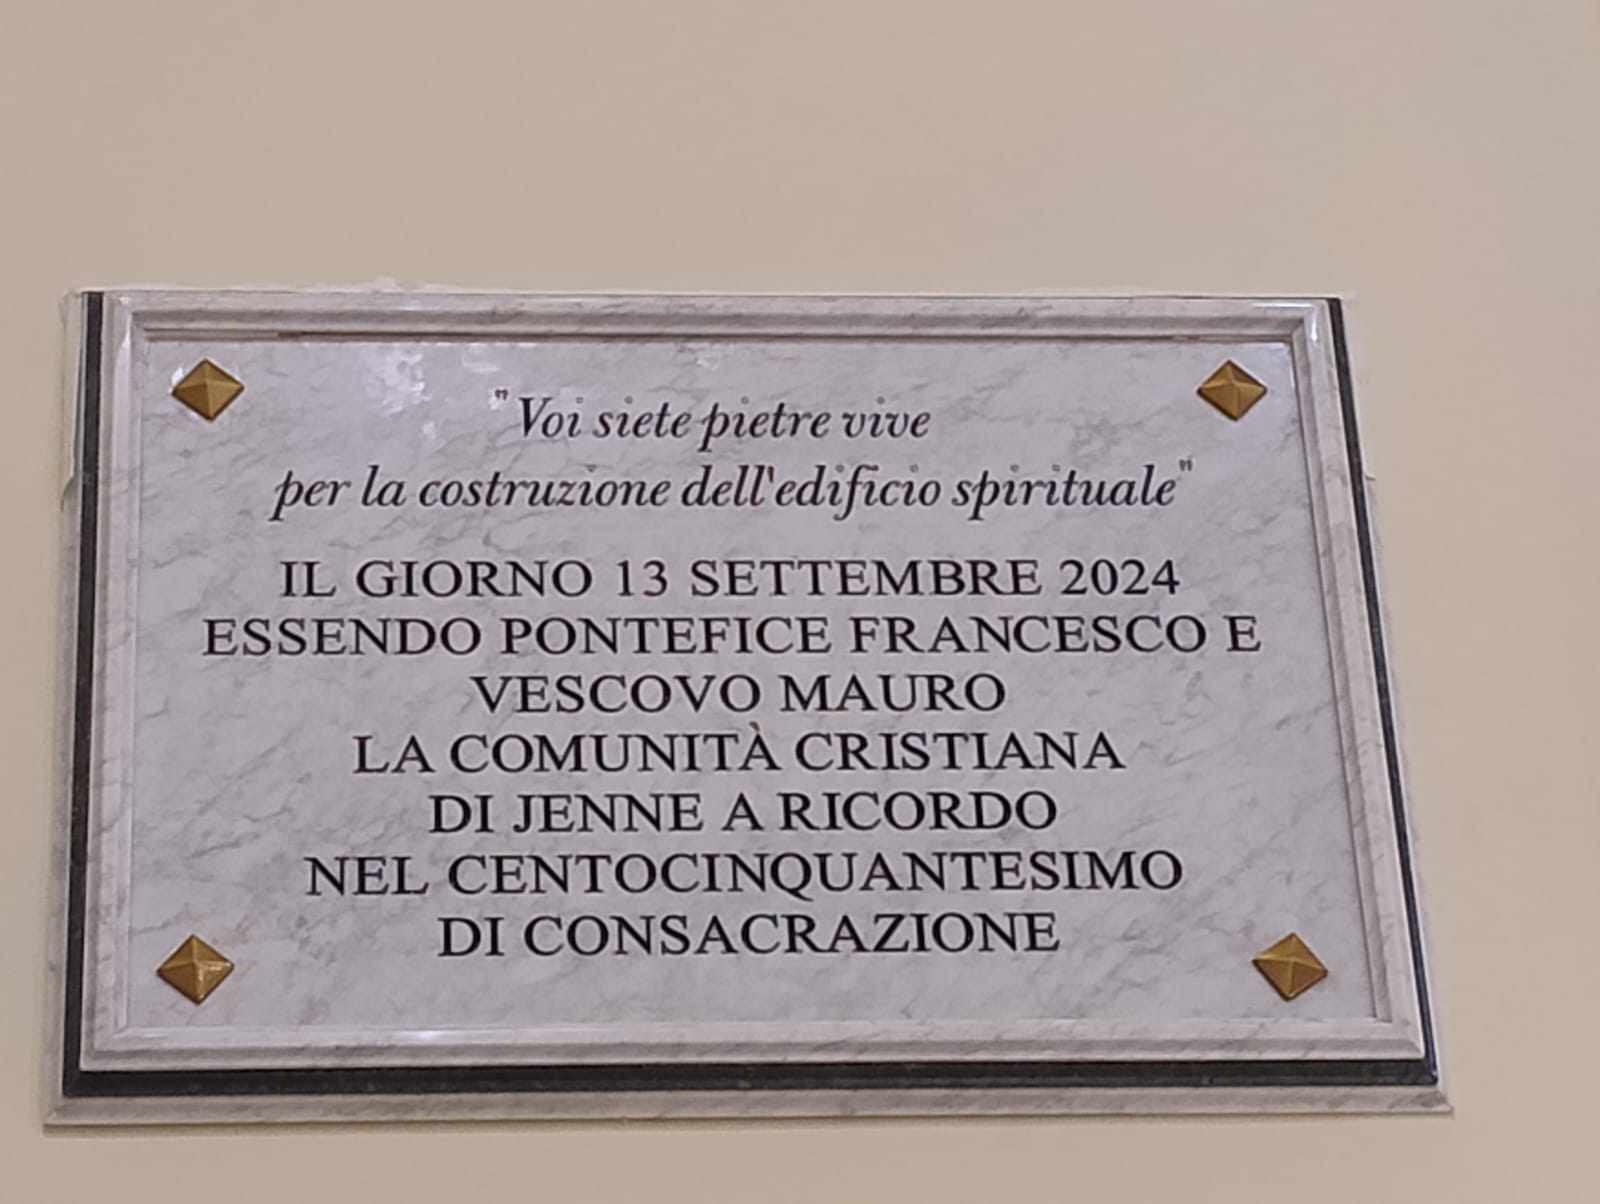 "Voi siete pietre vive
per la costruzione dell'edificio spirituale"
IL GIORNO 13 SETTEMBRE 2024
ESSENDO PONTEFICE FRANCESCO E
VESCOVO MAURO
LA COMUNITÀ CRISTIANA
DI JENNE A RICORDO
NEL CENTOCINQUANTESIMO
DI CONSACRAZIONE